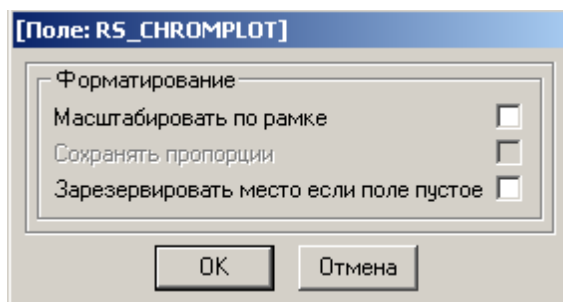 [Поле: RS_CHROMPLOT]
Форматирование
Масштабировать по рамке
Сохранять пропорции
Зарезервировать место если поле пустое
OK
Отмена